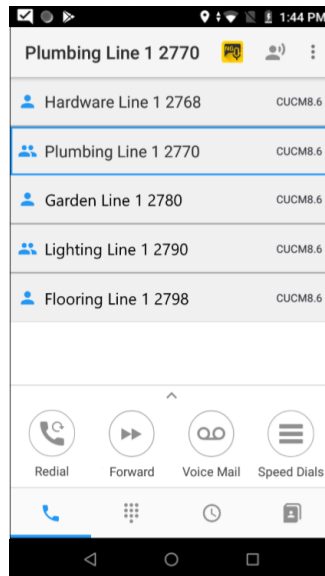 1:44 PM
Plumbing Line 1 2770
Hardware Line 1 2768 CUCM8.6
Plumbing Line 1 2770 CUCM8.6
Garden Line 1 2780 CUCM8.6
Lighting Line 1 2790 CUCM8.6
Flooring Line 1 2798 CUCM8.6
Redial Forward Voice Mail Speed Dials